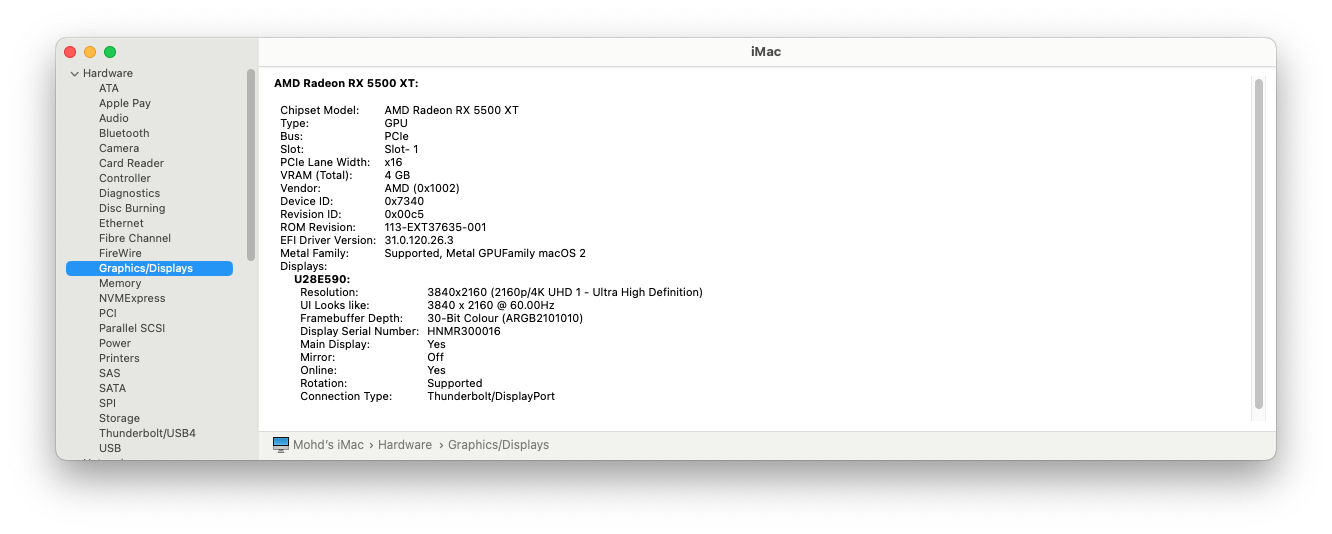 iMac
Hardware
ATA
Apple Pay
Audio
Bluetooth
Camera
Card Reader
Controller
Diagnostics
Disc Burning
Ethernet
Fibre Channel
FireWire
Graphics/Displays
Memory
NVMExpress
PCI
Parallel SCSI
Power
Printers
SAS
SATA
SPI
Storage
Thunderbolt/USB4
USB
AMD Radeon RX 5500 XT:
Chipset Model: AMD Radeon RX 5500 XT
Type: GPU
Bus: PCIe
Slot: Slot- 1
PCIe Lane Width: x16
VRAM (Total): 4 GB
Vendor: AMD (0x1002)
Device ID: 0x7340
Revision ID: 0x00c5
ROM Revision: 113-EXT37635-001
EFI Driver Version: 31.0.120.26.3
Metal Family: Supported, Metal GPUFamily macOS 2
Displays:
U28E590:
Resolution: 3840x2160 (2160p/4K UHD 1 - Ultra High Definition)
UI Looks like: 3840 x 2160 @ 60.00Hz
Framebuffer Depth: 30-Bit Colour (ARGB2101010)
Display Serial Number: HNMR300016
Main Display: Yes
Mirror: Off
Online: Yes
Rotation: Supported
Connection Type: Thunderbolt/DisplayPort
Mohd's iMac › Hardware › Graphics/Displays